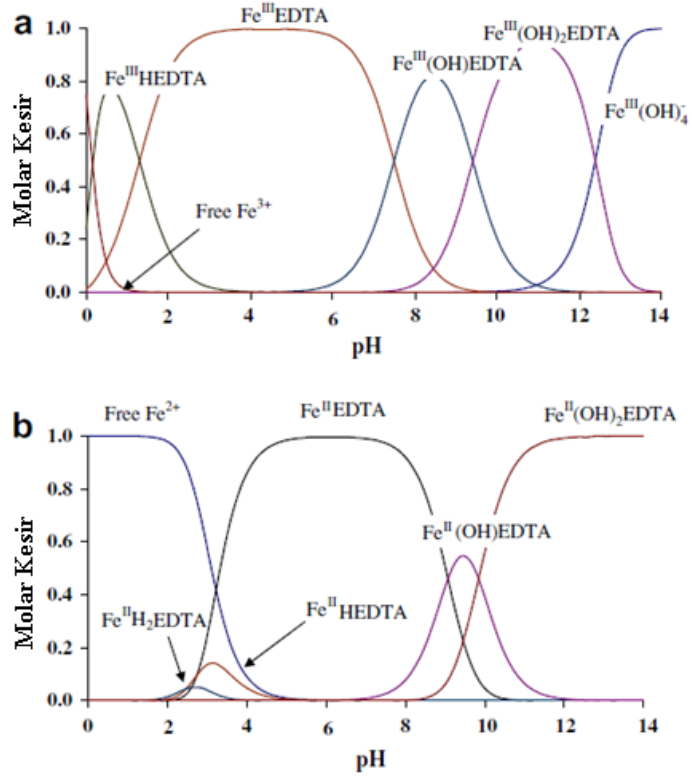 a
Fe^III EDTA
Fe^III HEDTA
Fe^III(OH)EDTA
Fe^III(OH)₂EDTA
Fe^III(OH)₄⁻
Free Fe³⁺
Molar Kesir
1.0
0.8
0.6
0.4
0.2
0.0
0 2 4 6 8 10 12 14
pH
b
Free Fe²⁺
Fe^II EDTA
Fe^II(OH)₂EDTA
Fe^II (OH)EDTA
Fe^II H₂EDTA
Fe^II HEDTA
Molar Kesir
1.0
0.8
0.6
0.4
0.2
0.0
0 2 4 6 8 10 12 14
pH